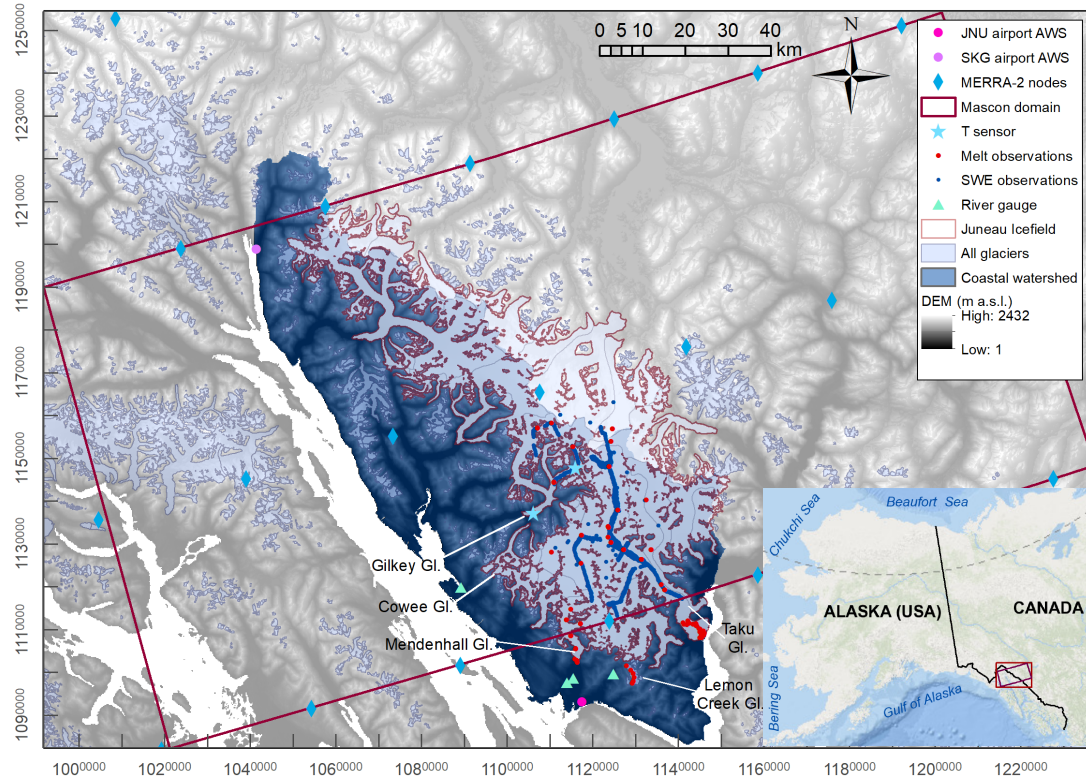 N
0 5 10 20 30 40
km
JNU airport AWS
SKG airport AWS
MERRA-2 nodes
Mascon domain
T sensor
Melt observations
SWE observations
River gauge
Juneau Icefield
All glaciers
Coastal watershed
DEM (m a.s.l.)
High: 2432
Low: 1
1250000
1230000
1210000
1190000
1170000
1150000
1130000
1110000
1090000
Gilkey Gl.
Cowee Gl.
Mendenhall Gl.
Taku
Gl.
Lemon
Creek Gl.
Beaufort Sea
Chukchi Sea
ALASKA (USA)
CANADA
Gulf of Alaska
Bering Sea
1000000 1020000 1040000 1060000 1080000 1100000 1120000 1140000 1160000 1200000 1220000